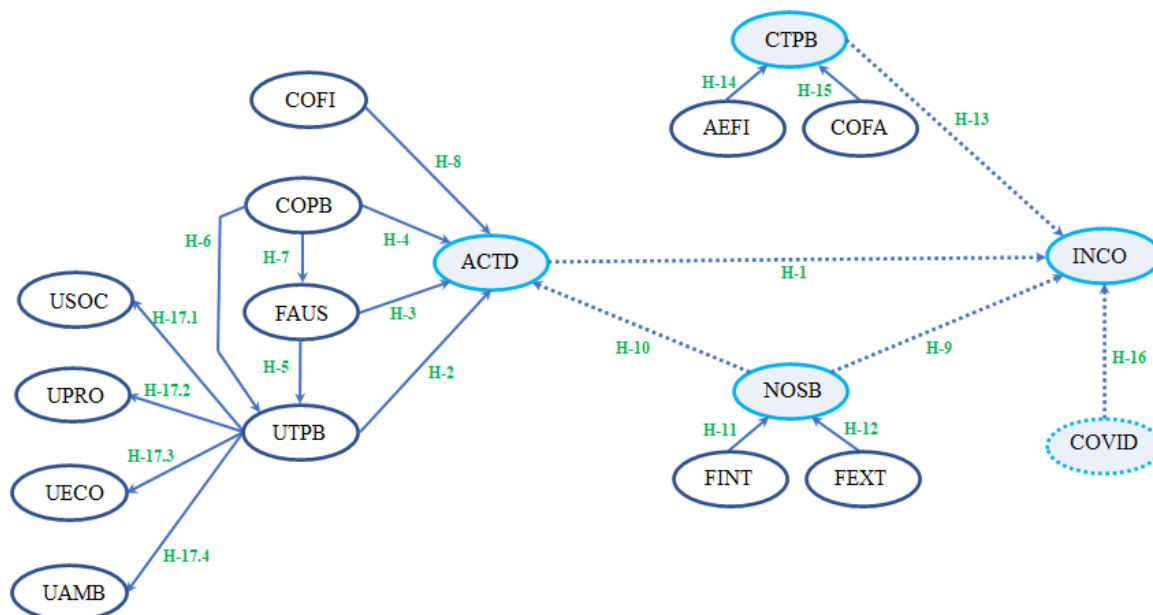 CTPB
H-14
H-15
COFI
AEFI
COFA
H-13
H-8
COPB
H-6
H-4
H-7
ACTD
INCO
H-1
USOC
FAUS
H-3
H-17.1
H-10
H-9
H-5
H-16
H-2
UPRO
H-17.2
NOSB
UTPB
H-11
H-12
COVID
H-17.3
FINT
FEXT
UECO
H-17.4
UAMB